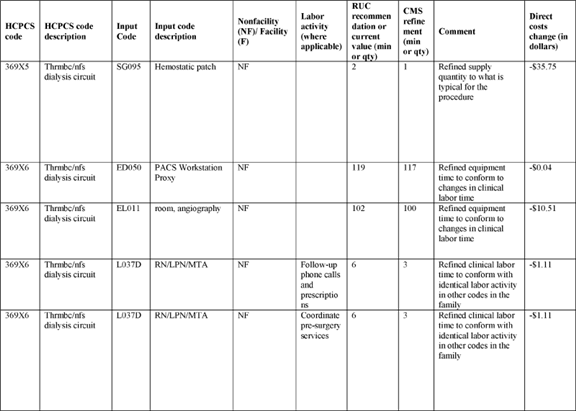 HCPCS code | HCPCS code description | Input Code | Input code description | Nonfacility (NF)/ Facility (F) | Labor activity (where applicable) | RUC recommen dation or current value (min or qty) | CMS refine ment (min or qty) | Comment | Direct costs change (in dollars)
369X5 | Thrmbc/nfs dialysis circuit | SG095 | Hemostatic patch | NF | | 2 | 1 | Refined supply quantity to what is typical for the procedure | -$35.75
369X6 | Thrmbc/nfs dialysis circuit | ED050 | PACS Workstation Proxy | NF | | 119 | 117 | Refined equipment time to conform to changes in clinical labor time | -$0.04
369X6 | Thrmbc/nfs dialysis circuit | EL011 | room, angiography | NF | | 102 | 100 | Refined equipment time to conform to changes in clinical labor time | -$10.51
369X6 | Thrmbc/nfs dialysis circuit | L037D | RN/LPN/MTA | NF | Follow-up phone calls and prescriptio ns | 6 | 3 | Refined clinical labor time to conform with identical labor activity in other codes in the family | -$1.11
369X6 | Thrmbc/nfs dialysis circuit | L037D | RN/LPN/MTA | NF | Coordinate pre-surgery services | 6 | 3 | Refined clinical labor time to conform with identical labor activity in other codes in the family | -$1.11